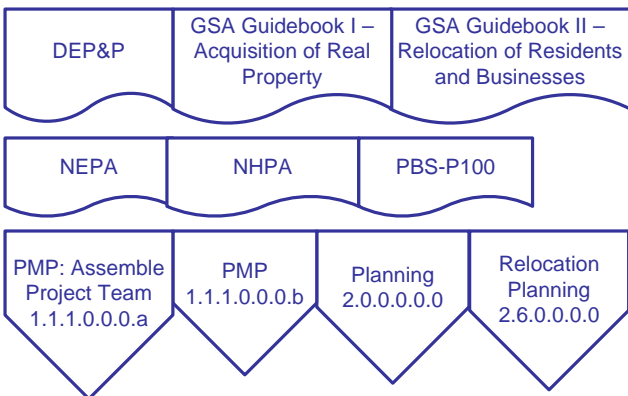 DEP&P
GSA Guidebook I –
Acquisition of Real
Property
GSA Guidebook II –
Relocation of Residents
and Businesses
NEPA
NHPA
PBS-P100
PMP: Assemble
Project Team
1.1.1.0.0.0.a
PMP
1.1.1.0.0.0.b
Planning
2.0.0.0.0.0
Relocation
Planning
2.6.0.0.0.0